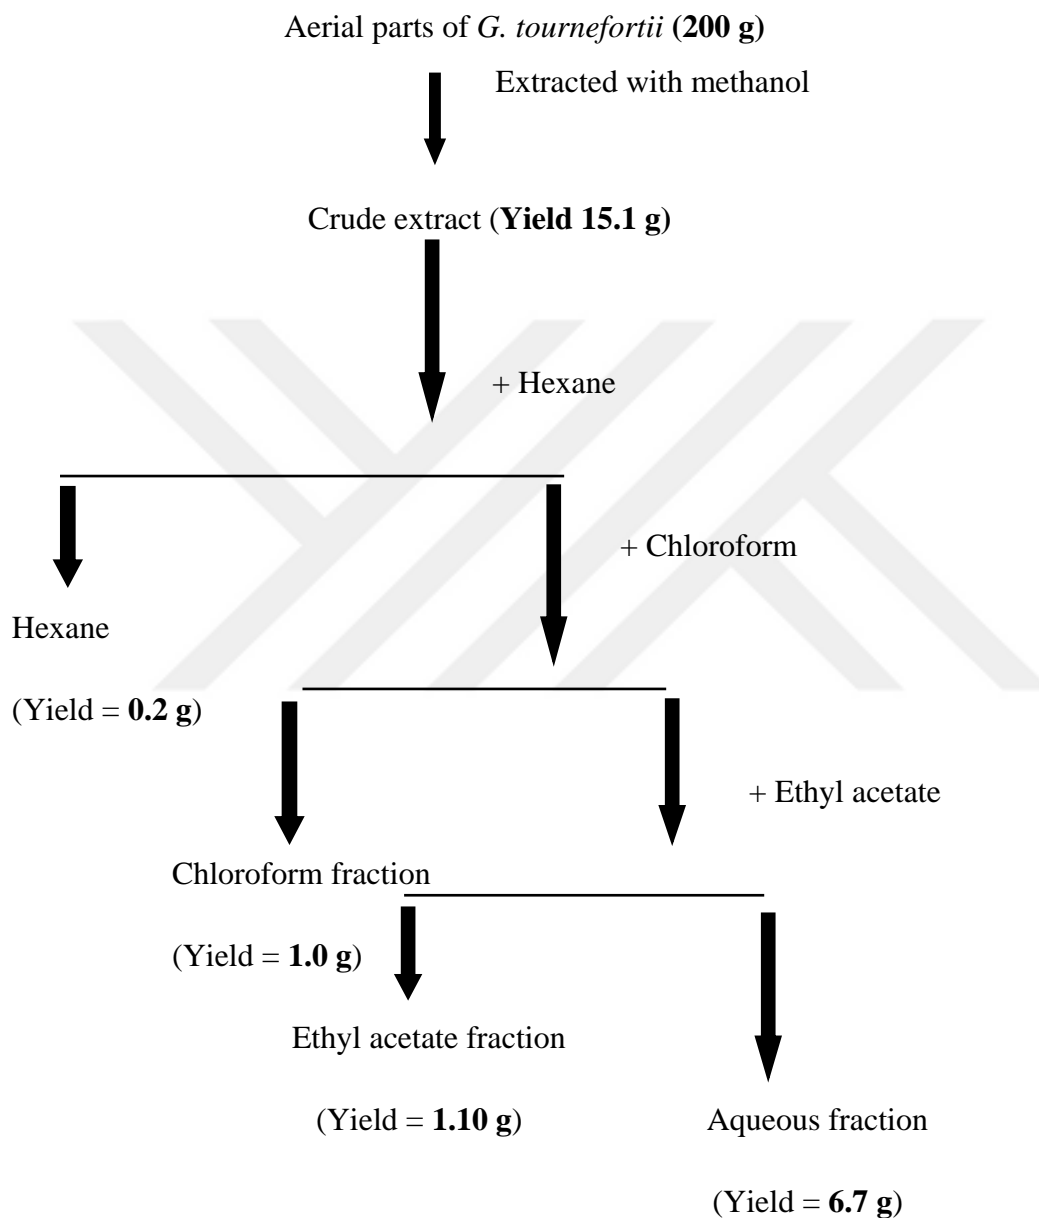 Aerial parts of G. tournefortii (200 g)
Extracted with methanol
Crude extract (Yield 15.1 g)
+ Hexane
+ Chloroform
Hexane
(Yield = 0.2 g)
+ Ethyl acetate
Chloroform fraction
(Yield = 1.0 g)
Ethyl acetate fraction
(Yield = 1.10 g)
Aqueous fraction
(Yield = 6.7 g)